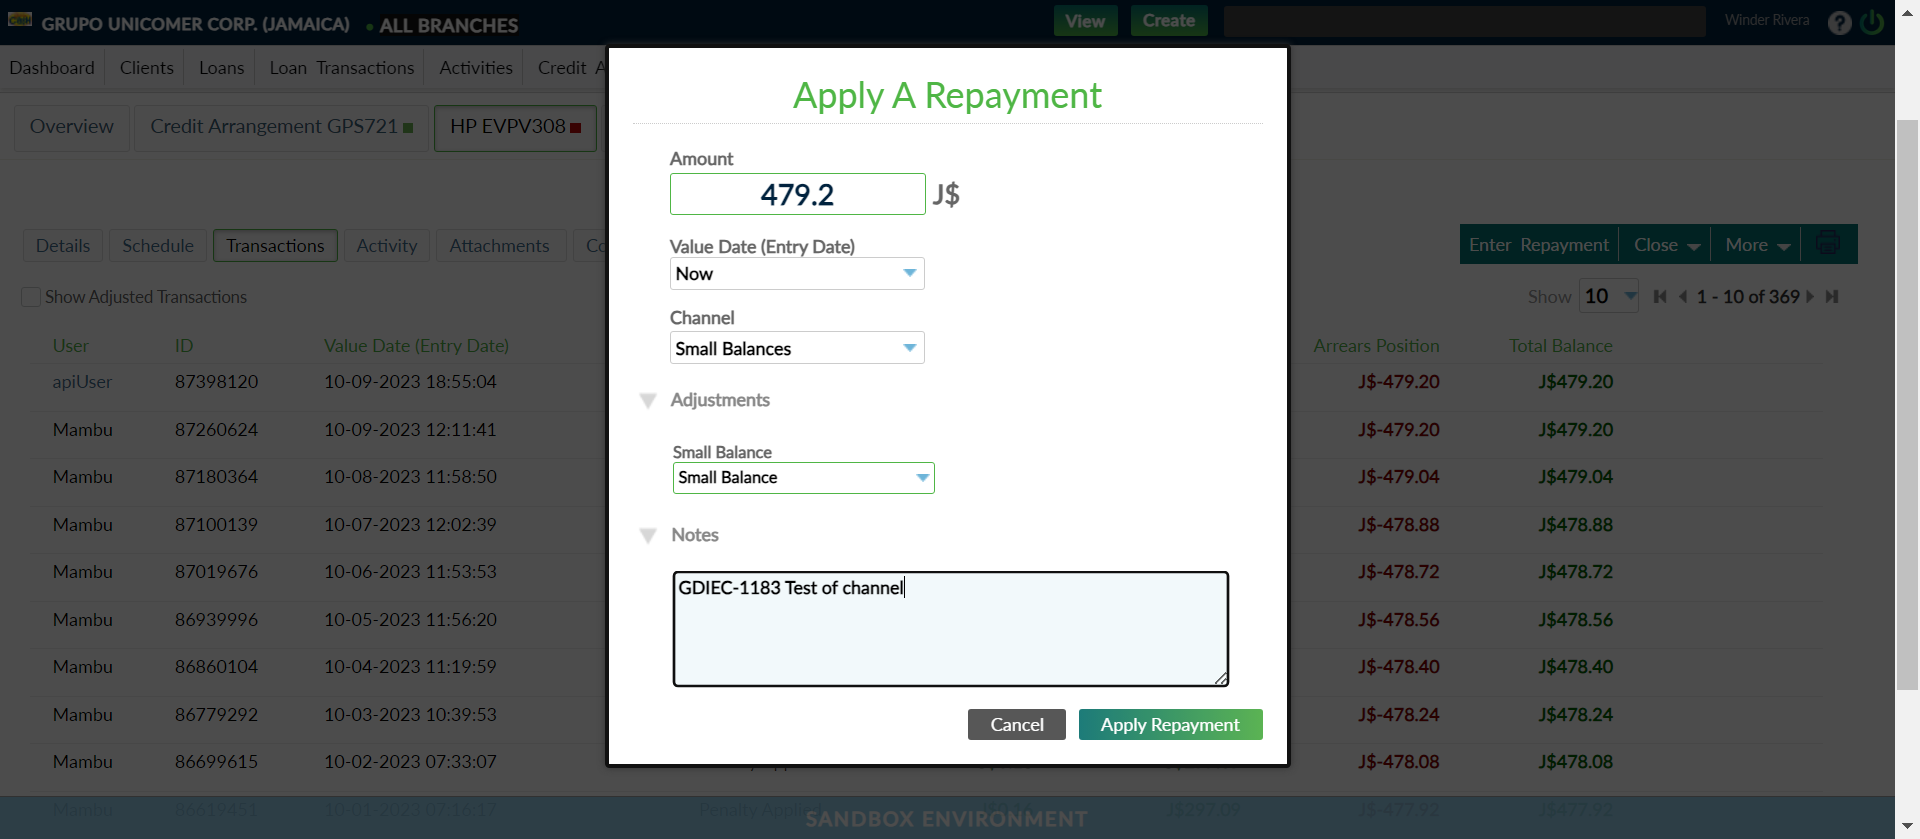 GRUPO UNICOMER CORP. (JAMAICA) • ALL BRANCHES View Create Winder Rivera ?
Dashboard Clients Loans Loan Transactions Activities Credit A
Overview Credit Arrangement GPS721 HP EVPV308
Apply A Repayment
Amount
479.2 J$
Value Date (Entry Date)
Now
Channel
Small Balances
Adjustments
Small Balance
Small Balance
Notes
GDIEC-1183 Test of channel
Cancel Apply Repayment
Details Schedule Transactions Activity Attachments Co
Enter Repayment Close More
Show Adjusted Transactions
Show 10 1 - 10 of 369
User ID Value Date (Entry Date) Arrears Position Total Balance
apiUser 87398120 10-09-2023 18:55:04 J$-479.20 J$479.20
Mambu 87260624 10-09-2023 12:11:41 J$-479.20 J$479.20
Mambu 87180364 10-08-2023 11:58:50 J$-479.04 J$479.04
Mambu 87100139 10-07-2023 12:02:39 J$-478.88 J$478.88
Mambu 87019676 10-06-2023 11:53:53 J$-478.72 J$478.72
Mambu 86939996 10-05-2023 11:56:20 J$-478.56 J$478.56
Mambu 86860104 10-04-2023 11:19:59 J$-478.40 J$478.40
Mambu 86779292 10-03-2023 10:39:53 J$-478.24 J$478.24
Mambu 86699615 10-02-2023 07:33:07 J$-478.08 J$478.08
Mambu 86619451 10-01-2023 07:16:17 Penalty Applied J$0.16 J$297.09 J$-477.92 J$477.92
SANDBOX ENVIRONMENT